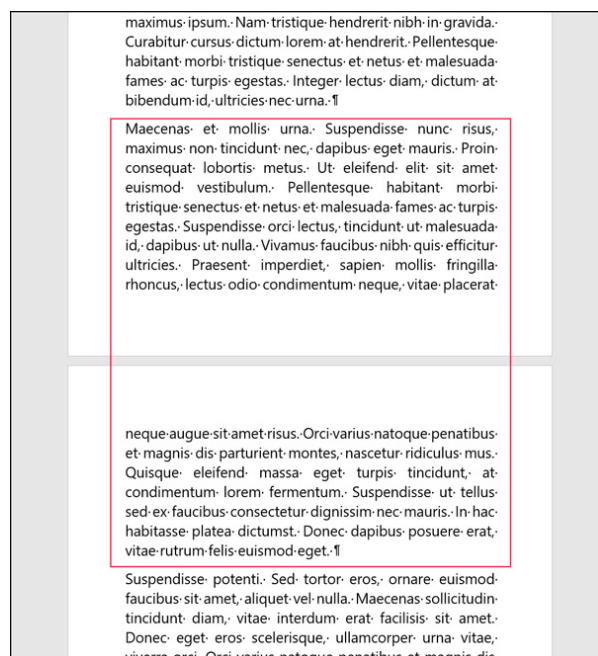 maximus ipsum. Nam tristique hendrerit nibh in gravida.
Curabitur cursus dictum lorem at hendrerit. Pellentesque
habitant morbi tristique senectus et netus et malesuada
fames ac turpis egestas. Integer lectus diam, dictum at
bibendum id, ultricies nec urna. ¶
Maecenas et mollis urna. Suspendisse nunc risus,
maximus non tincidunt nec, dapibus eget mauris. Proin
consequat lobortis metus. Ut eleifend elit sit amet
euismod vestibulum. Pellentesque habitant morbi
tristique senectus et netus et malesuada fames ac turpis
egestas. Suspendisse orci lectus, tincidunt ut malesuada
id, dapibus ut nulla. Vivamus faucibus nibh quis efficitur
ultricies. Praesent imperdiet, sapien mollis fringilla
rhoncus, lectus odio condimentum neque, vitae placerat
neque augue sit amet risus. Orci varius natoque penatibus
et magnis dis parturient montes, nascetur ridiculus mus.
Quisque eleifend massa eget turpis tincidunt, at
condimentum lorem fermentum. Suspendisse ut tellus
sed ex faucibus consectetur dignissim nec mauris. In hac
habitasse platea dictumst. Donec dapibus posuere erat,
vitae rutrum felis euismod eget. ¶
Suspendisse potenti. Sed tortor eros, ornare euismod
faucibus sit amet, aliquet vel nulla. Maecenas sollicitudin
tincidunt diam, vitae interdum erat facilisis sit amet.
Donec eget eros scelerisque, ullamcorper urna vitae,
viverra orci. Orci varius natoque penatibus et magnis dis